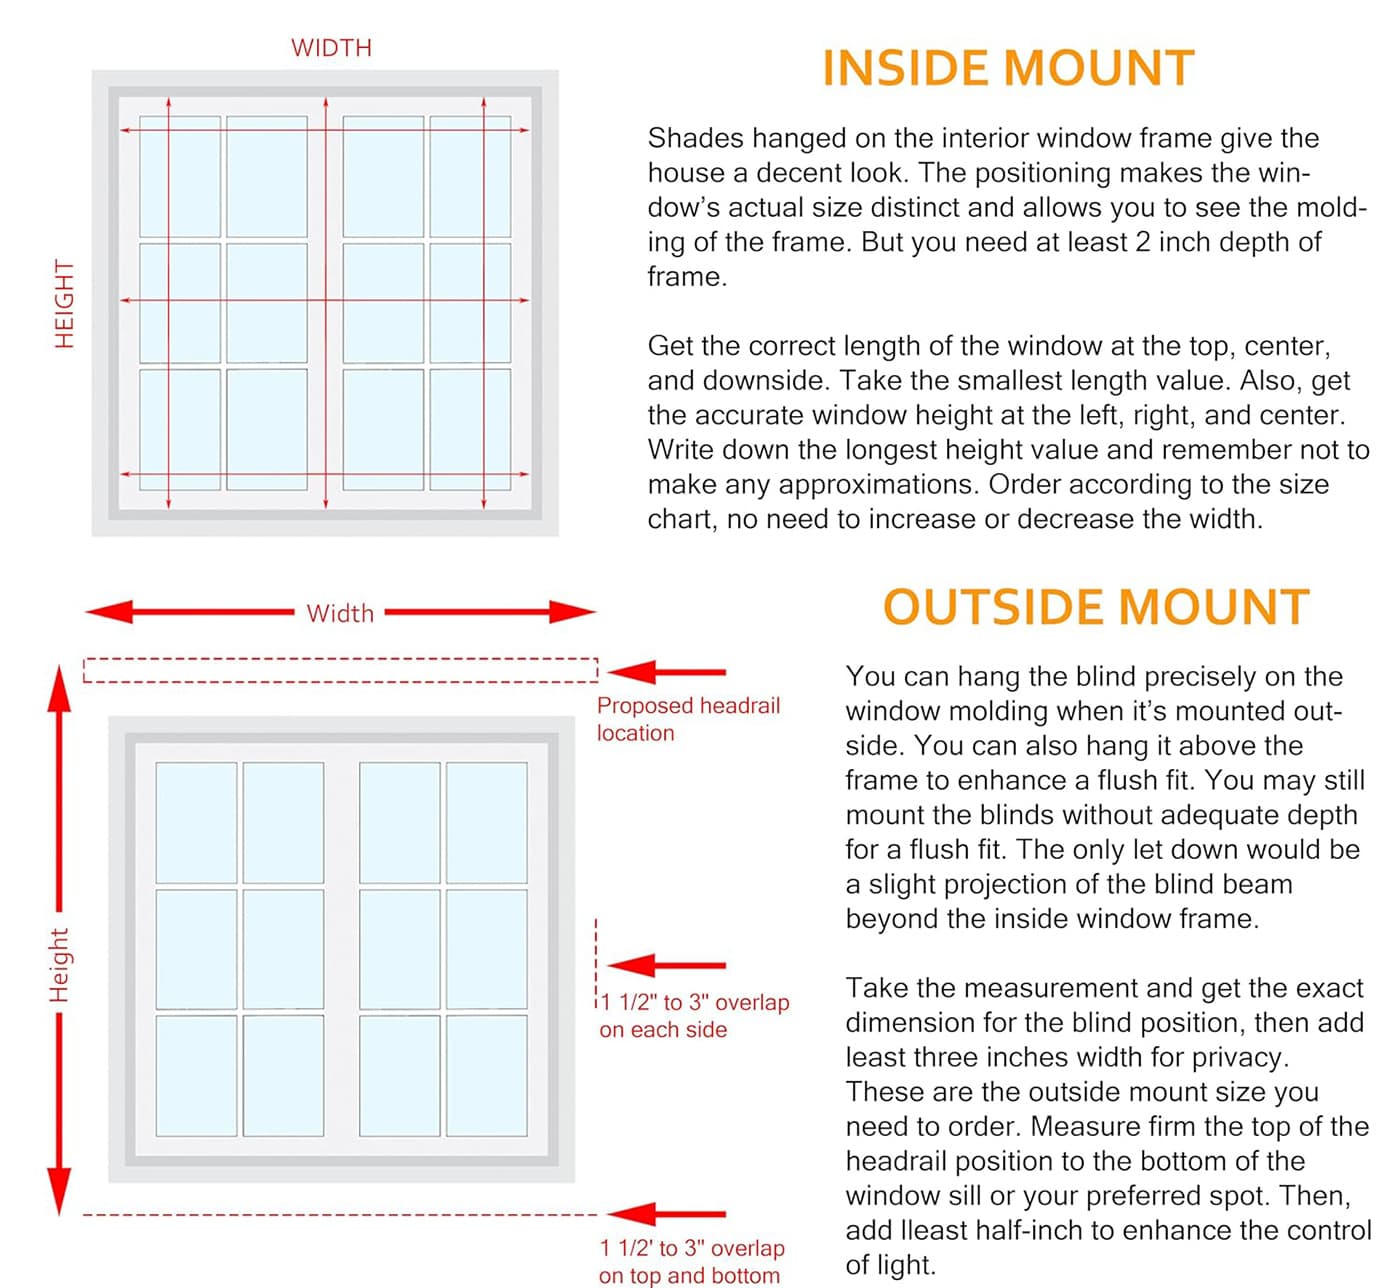 WIDTH
HEIGHT
INSIDE MOUNT
Shades hanged on the interior window frame give the
house a decent look. The positioning makes the win-
dow’s actual size distinct and allows you to see the mold-
ing of the frame. But you need at least 2 inch depth of
frame.
Get the correct length of the window at the top, center,
and downside. Take the smallest length value. Also, get
the accurate window height at the left, right, and center.
Write down the longest height value and remember not to
make any approximations. Order according to the size
chart, no need to increase or decrease the width.
Width
Height
Proposed headrail
location
1 1/2" to 3" overlap
on each side
1 1/2' to 3" overlap
on top and bottom
OUTSIDE MOUNT
You can hang the blind precisely on the
window molding when it’s mounted out-
side. You can also hang it above the
frame to enhance a flush fit. You may still
mount the blinds without adequate depth
for a flush fit. The only let down would be
a slight projection of the blind beam
beyond the inside window frame.
Take the measurement and get the exact
dimension for the blind position, then add
least three inches width for privacy.
These are the outside mount size you
need to order. Measure firm the top of the
headrail position to the bottom of the
window sill or your preferred spot. Then,
add lleast half-inch to enhance the control
of light.